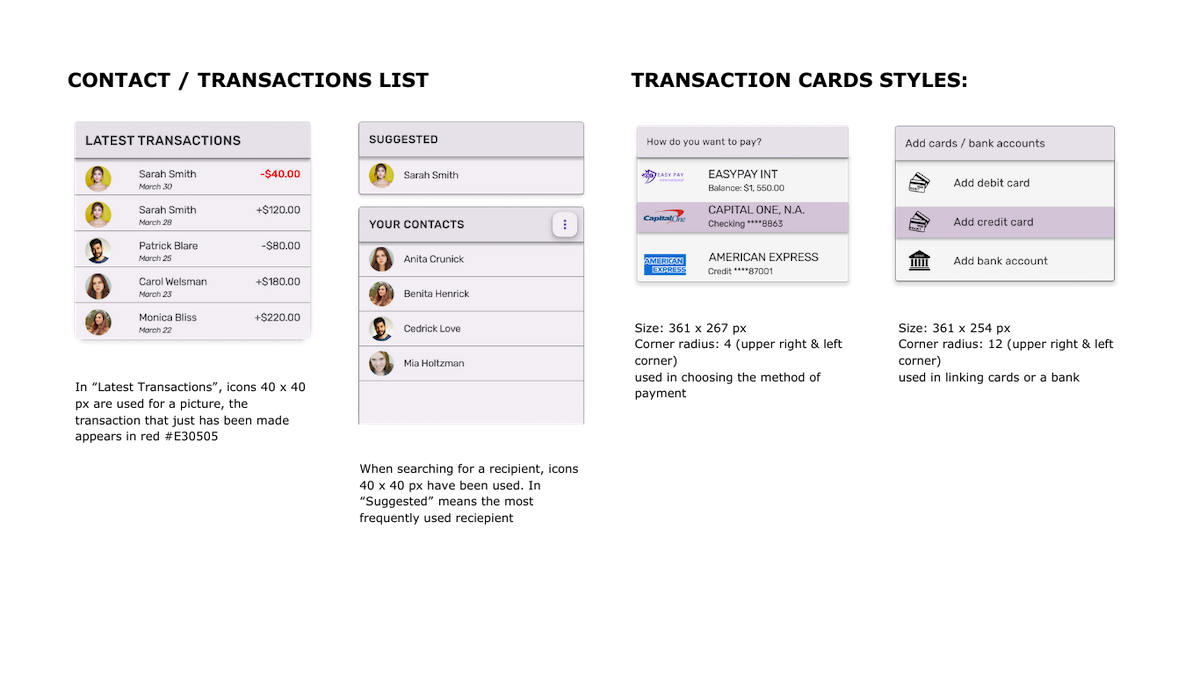 CONTACT / TRANSACTIONS LIST
LATEST TRANSACTIONS
Sarah Smith -$40.00
March 30
Sarah Smith +$120.00
March 28
Patrick Blare -$80.00
March 25
Carol Welsman +$180.00
March 23
Monica Bliss +$220.00
March 22
In “Latest Transactions”, icons 40 x 40
px are used for a picture, the
transaction that just has been made
appears in red #E30505
SUGGESTED
Sarah Smith
YOUR CONTACTS
Anita Crunick
Benita Henrick
Cedrick Love
Mia Holtzman
When searching for a recipient, icons
40 x 40 px have been used. In
“Suggested” means the most
frequently used reciepient
TRANSACTION CARDS STYLES:
How do you want to pay?
EASY PAY
EASYPAY INT
Balance: $1, 550.00
CapitalOne
CAPITAL ONE, N.A.
Checking ****8863
AMERICAN
EXPRESS
AMERICAN EXPRESS
Credit ****87001
Size: 361 x 267 px
Corner radius: 4 (upper right & left
corner)
used in choosing the method of
payment
Add cards / bank accounts
Add debit card
Add credit card
Add bank account
Size: 361 x 254 px
Corner radius: 12 (upper right & left
corner)
used in linking cards or a bank